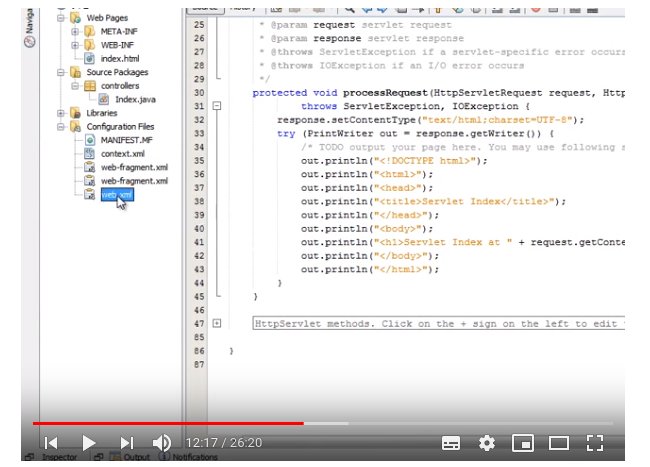 Navig
Web Pages
META-INF
WEB-INF
index.html
Source Packages
controllers
Index.java
Libraries
Configuration Files
MANIFEST.MF
context.xml
web-fragment.xml
web-fragment.xml
web.xml
25 * @param request servlet request
26 * @param response servlet response
27 * @throws ServletException if a servlet-specific error occurs
28 * @throws IOException if an I/O error occurs
29 */
30 protected void processRequest(HttpServletRequest request, Http
31 throws ServletException, IOException {
32 response.setContentType("text/html;charset=UTF-8");
33 try (PrintWriter out = response.getWriter()) {
34 /* TODO output your page here. You may use following s
35 out.println("<!DOCTYPE html>");
36 out.println("<html>");
37 out.println("<head>");
38 out.println("<title>Servlet Index</title>");
39 out.println("</head>");
40 out.println("<body>");
41 out.println("<h1>Servlet Index at " + request.getConte
42 out.println("</body>");
43 out.println("</html>");
44 }
45 }
46
47 HttpServlet methods. Click on the + sign on the left to edit
85
86 }
87
12:17 / 26:20
Inspector Output Notifications